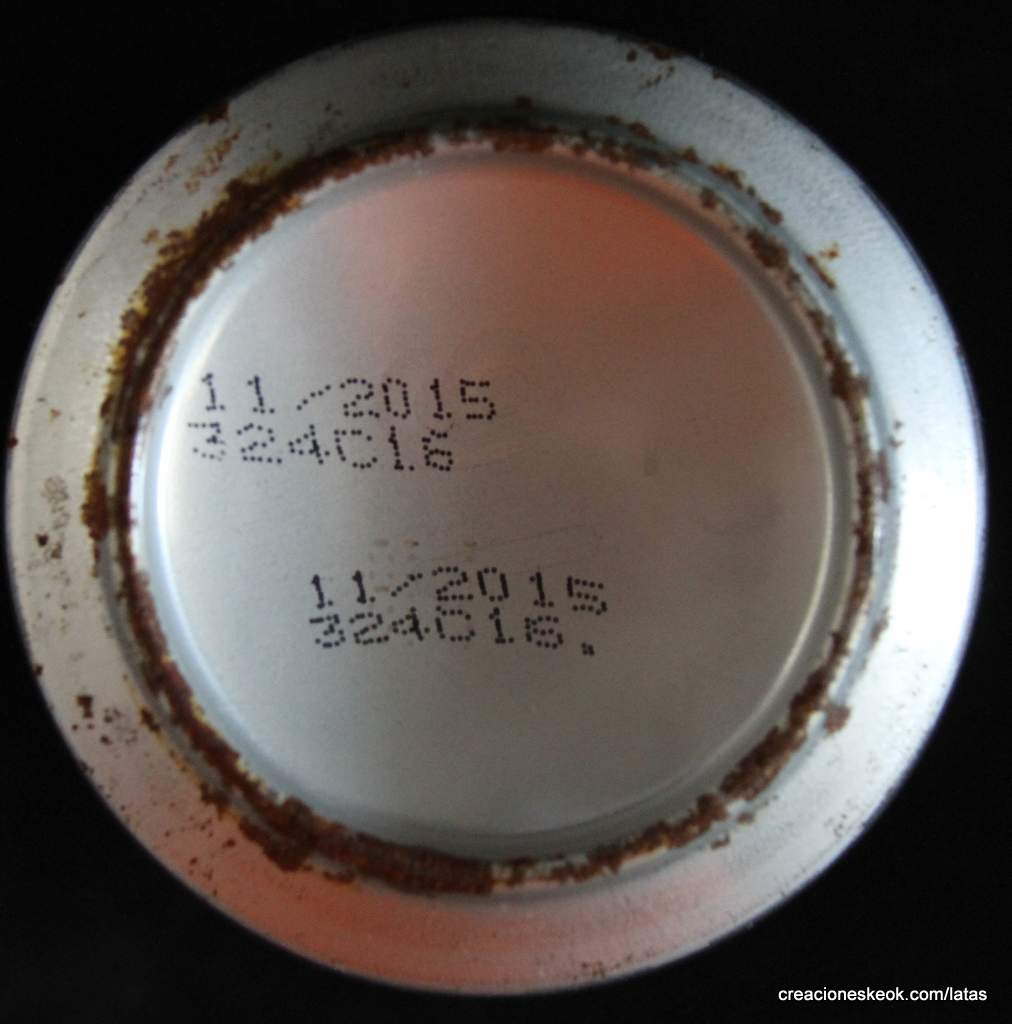 11/2015
324C16
11/2015
324C16.
creacioneskeok.com/latas